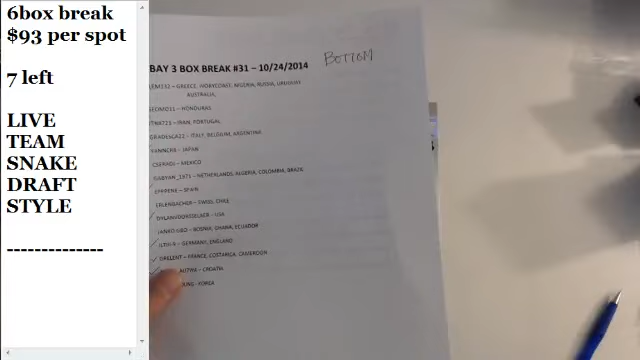 6box break
$93 per spot
7 left
LIVE
TEAM
SNAKE
DRAFT
STYLE
--------------
BAY 3 BOX BREAK #31 – 10/24/2014
BOTTOM
GREECE, IVORYCOAST, NIGERIA, RUSSIA, URUGUAY
AUSTRALIA,
– HONDURAS
– IRAN, PORTUGAL
– ITALY, BELGIUM, ARGENTINA
– JAPAN
– MEXICO
– NETHERLANDS, ALGERIA, COLOMBIA, BRAZIL
– SPAIN
– SWISS, CHILE
– USA
– BOSNIA, GHANA, ECUADOR
– GERMANY, ENGLAND
– FRANCE, COSTARICA, CAMEROON
– CROATIA
- KOREA